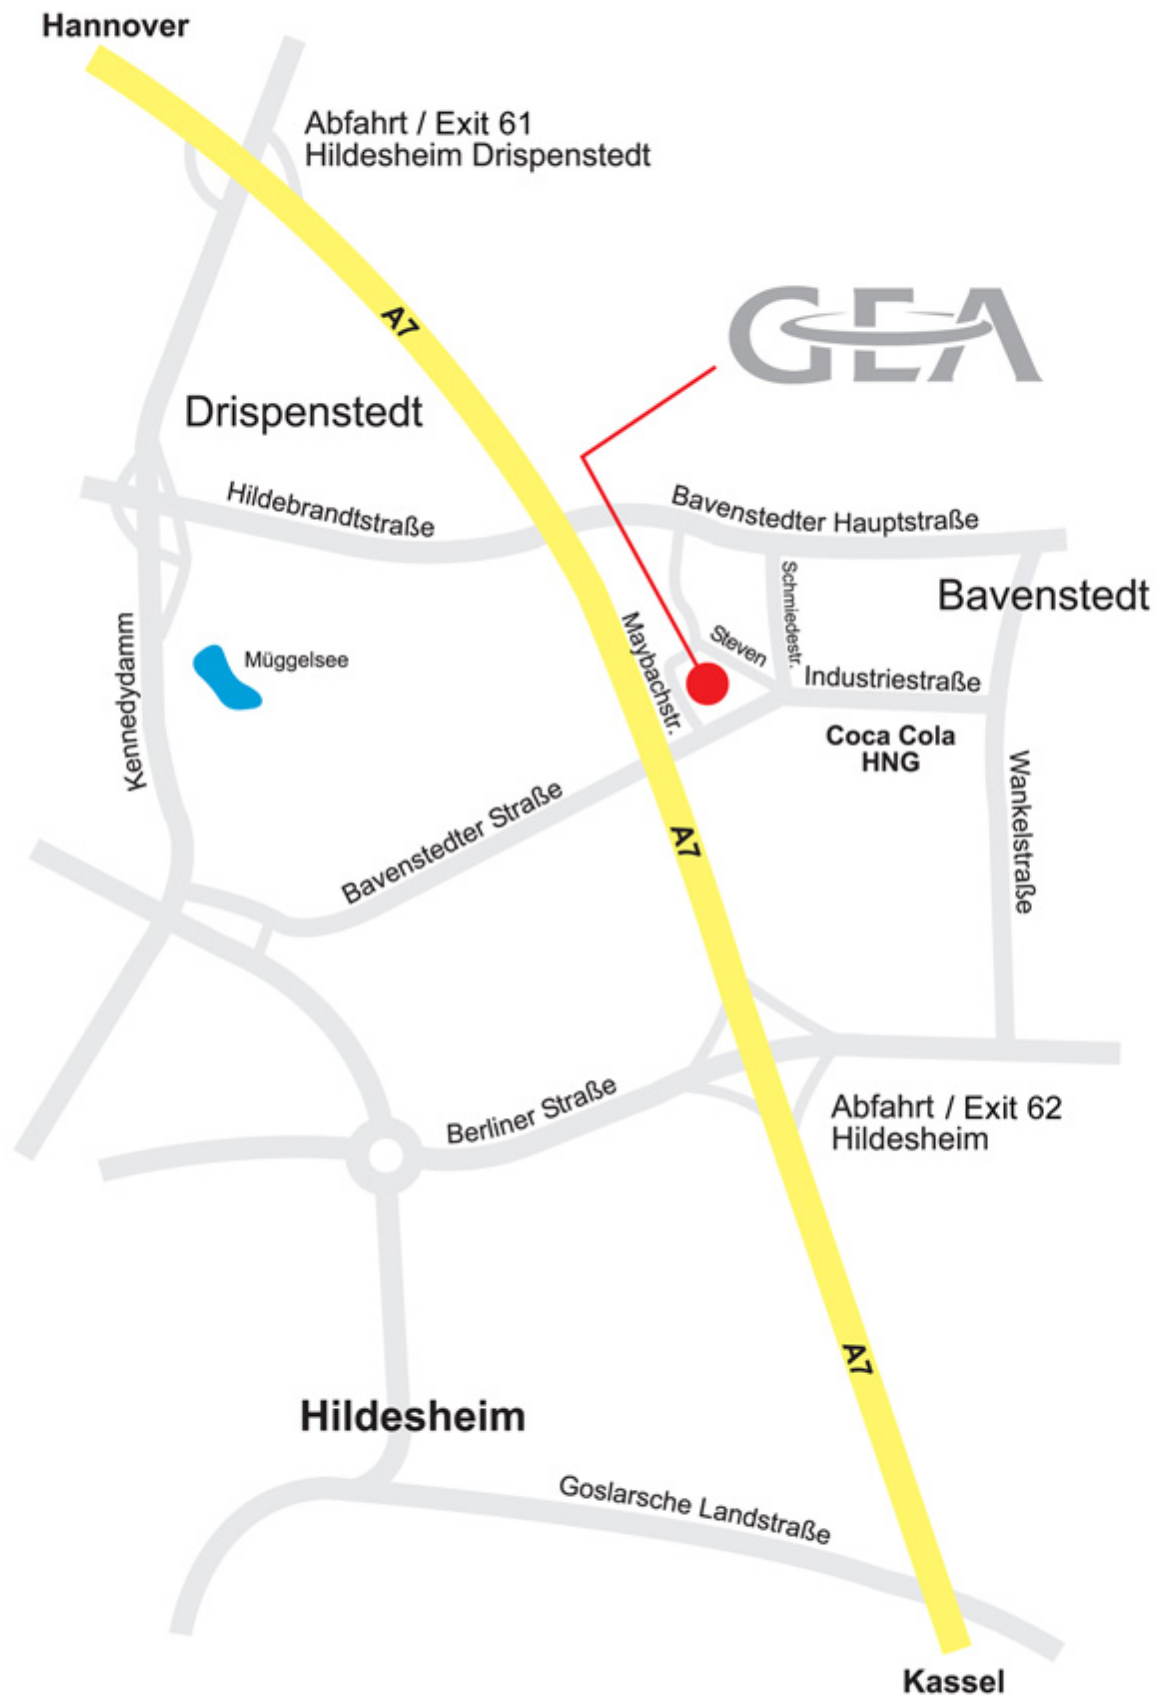 Hannover
Abfahrt / Exit 61
Hildesheim Drispenstedt
A7
GEA
Drispenstedt
Hildebrandtstraße
Bavenstedter Hauptstraße
Schmiedestr.
Bavenstedt
Kennedydamm
Müggelsee
Maybachstr.
Steven
Industriestraße
Coca Cola
HNG
Wankelstraße
Bavenstedter Straße
A7
Berliner Straße
Abfahrt / Exit 62
Hildesheim
A7
Hildesheim
Goslarsche Landstraße
Kassel